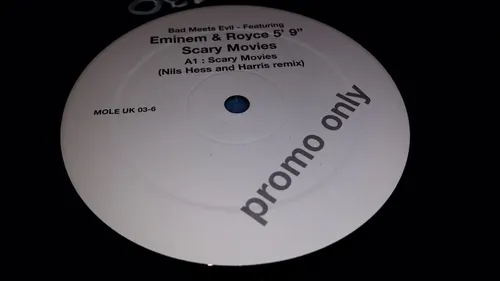 Bad Meets Evil - Featuring
Eminem & Royce 5' 9"
Scary Movies
A1 : Scary Movies
(Nils Hess and Harris remix)
MOLE UK 03-6
promo only